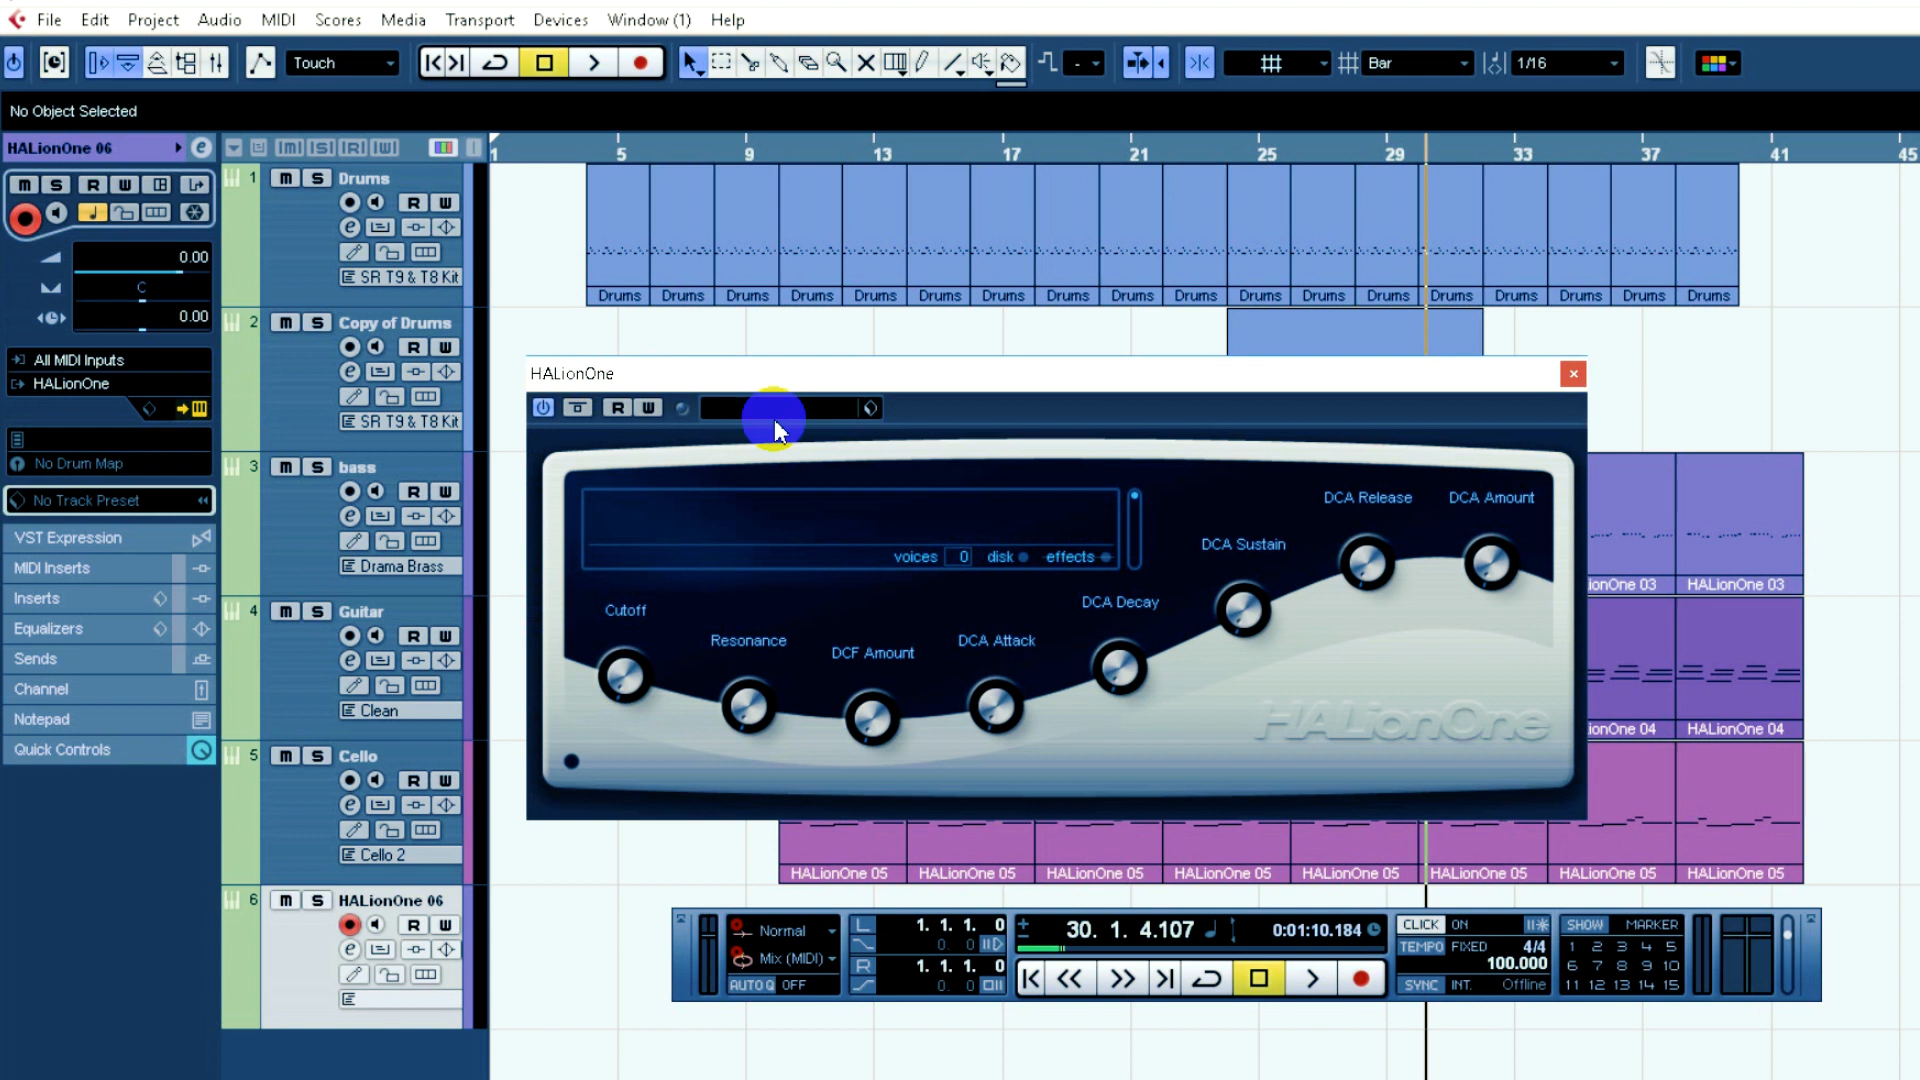 File Edit Project Audio MIDI Scores Media Transport Devices Window (1) Help
Touch - Bar 1/16
No Object Selected
HALionOne 06
1 5 9 13 17 21 25 29 33 37 41 45
m S R W
0.00
C
0.00
All MIDI Inputs
HALionOne
No Drum Map
No Track Preset
VST Expression
MIDI Inserts
Inserts
Equalizers
Sends
Channel
Notepad
Quick Controls
1 m S Drums
R W
SR T9 & T8 Kit
2 m S Copy of Drums
R W
SR T9 & T8 Kit
3 m S bass
R W
Drama Brass
4 m S Guitar
R W
Clean
5 m S Cello
R W
Cello 2
6 m S HALionOne 06
R W
Drums Drums Drums Drums Drums Drums Drums Drums Drums Drums Drums Drums Drums Drums Drums Drums Drums Drums
HALionOne
R W
voices 0 disk effects
Cutoff
Resonance
DCF Amount
DCA Attack
DCA Decay
DCA Sustain
DCA Release
DCA Amount
HALionOne
ionOne 03 HALionOne 03
ionOne 04 HALionOne 04
HALionOne 05 HALionOne 05 HALionOne 05 HALionOne 05 HALionOne 05 HALionOne 05 HALionOne 05 HALionOne 05
Normal
Mix (MIDI)
AUTO Q OFF
L 1. 1. 1. 0
0. 0
R 1. 1. 1. 0
0. 0
30. 1. 4.107 0:01:10.184
CLICK ON
TEMPO FIXED 4/4
100.000
SYNC INT. Offline
SHOW MARKER
1 2 3 4 5
6 7 8 9 10
11 12 13 14 15